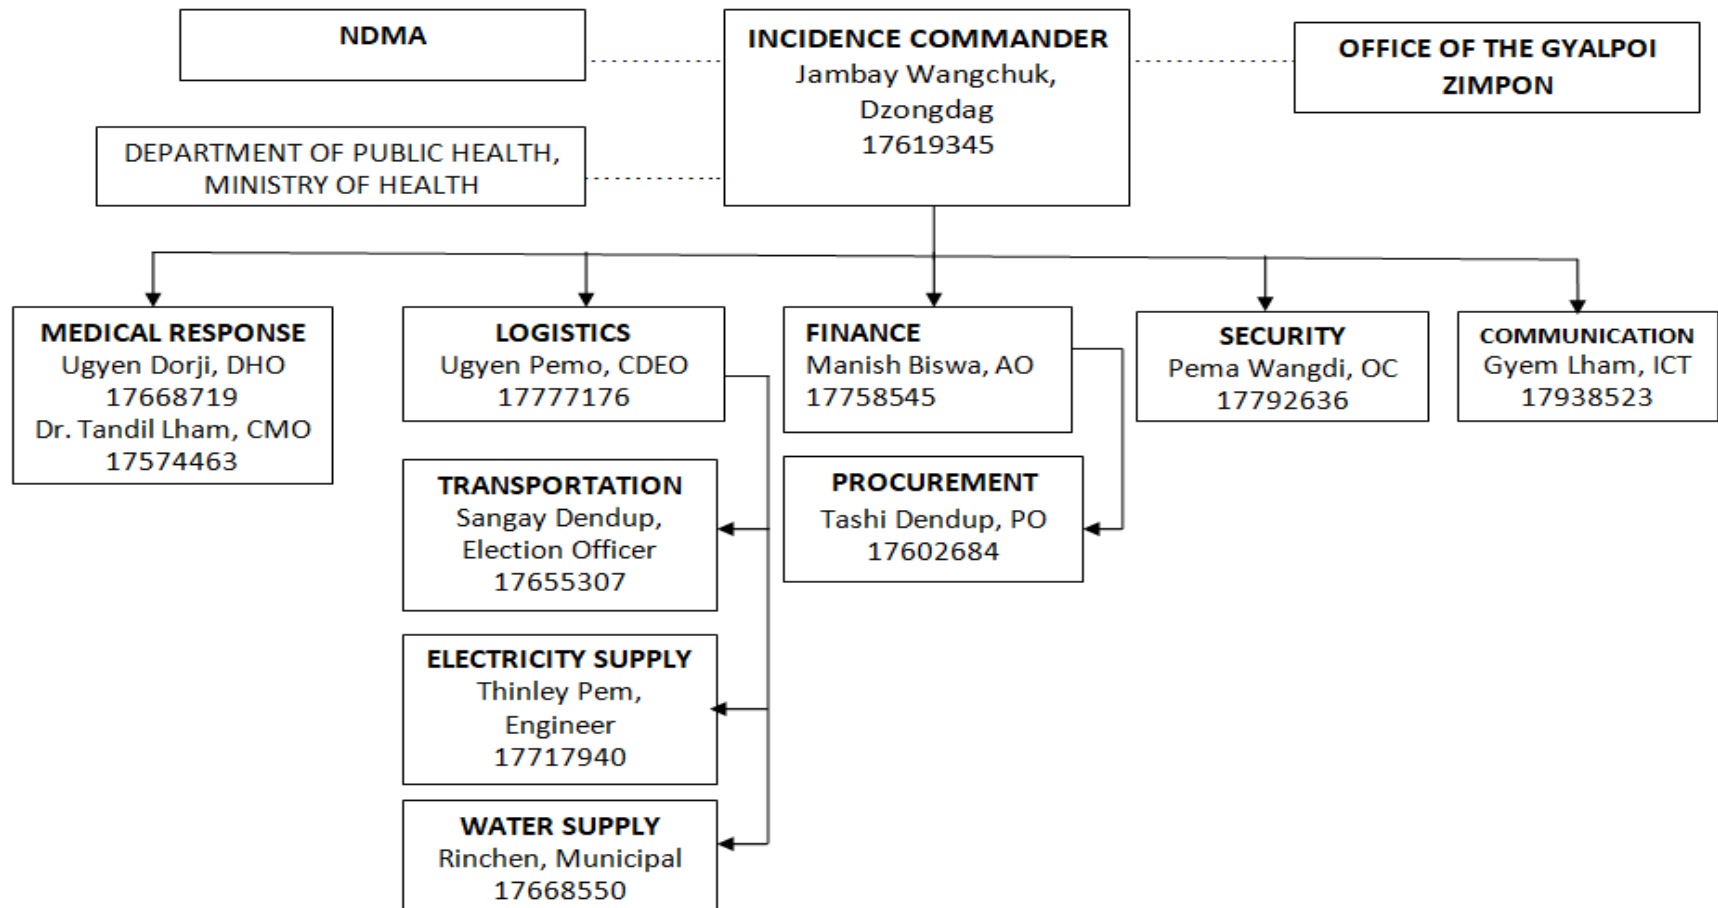 NDMA
INCIDENCE COMMANDER
Jambay Wangchuk,
Dzongdag
17619345
OFFICE OF THE GYALPOI
ZIMPON
DEPARTMENT OF PUBLIC HEALTH,
MINISTRY OF HEALTH
MEDICAL RESPONSE
Ugyen Dorji, DHO
17668719
Dr. Tandil Lham, CMO
17574463
LOGISTICS
Ugyen Pemo, CDEO
17777176
FINANCE
Manish Biswa, AO
17758545
SECURITY
Pema Wangdi, OC
17792636
COMMUNICATION
Gyem Lham, ICT
17938523
TRANSPORTATION
Sangay Dendup,
Election Officer
17655307
PROCUREMENT
Tashi Dendup, PO
17602684
ELECTRICITY SUPPLY
Thinley Pem,
Engineer
17717940
WATER SUPPLY
Rinchen, Municipal
17668550